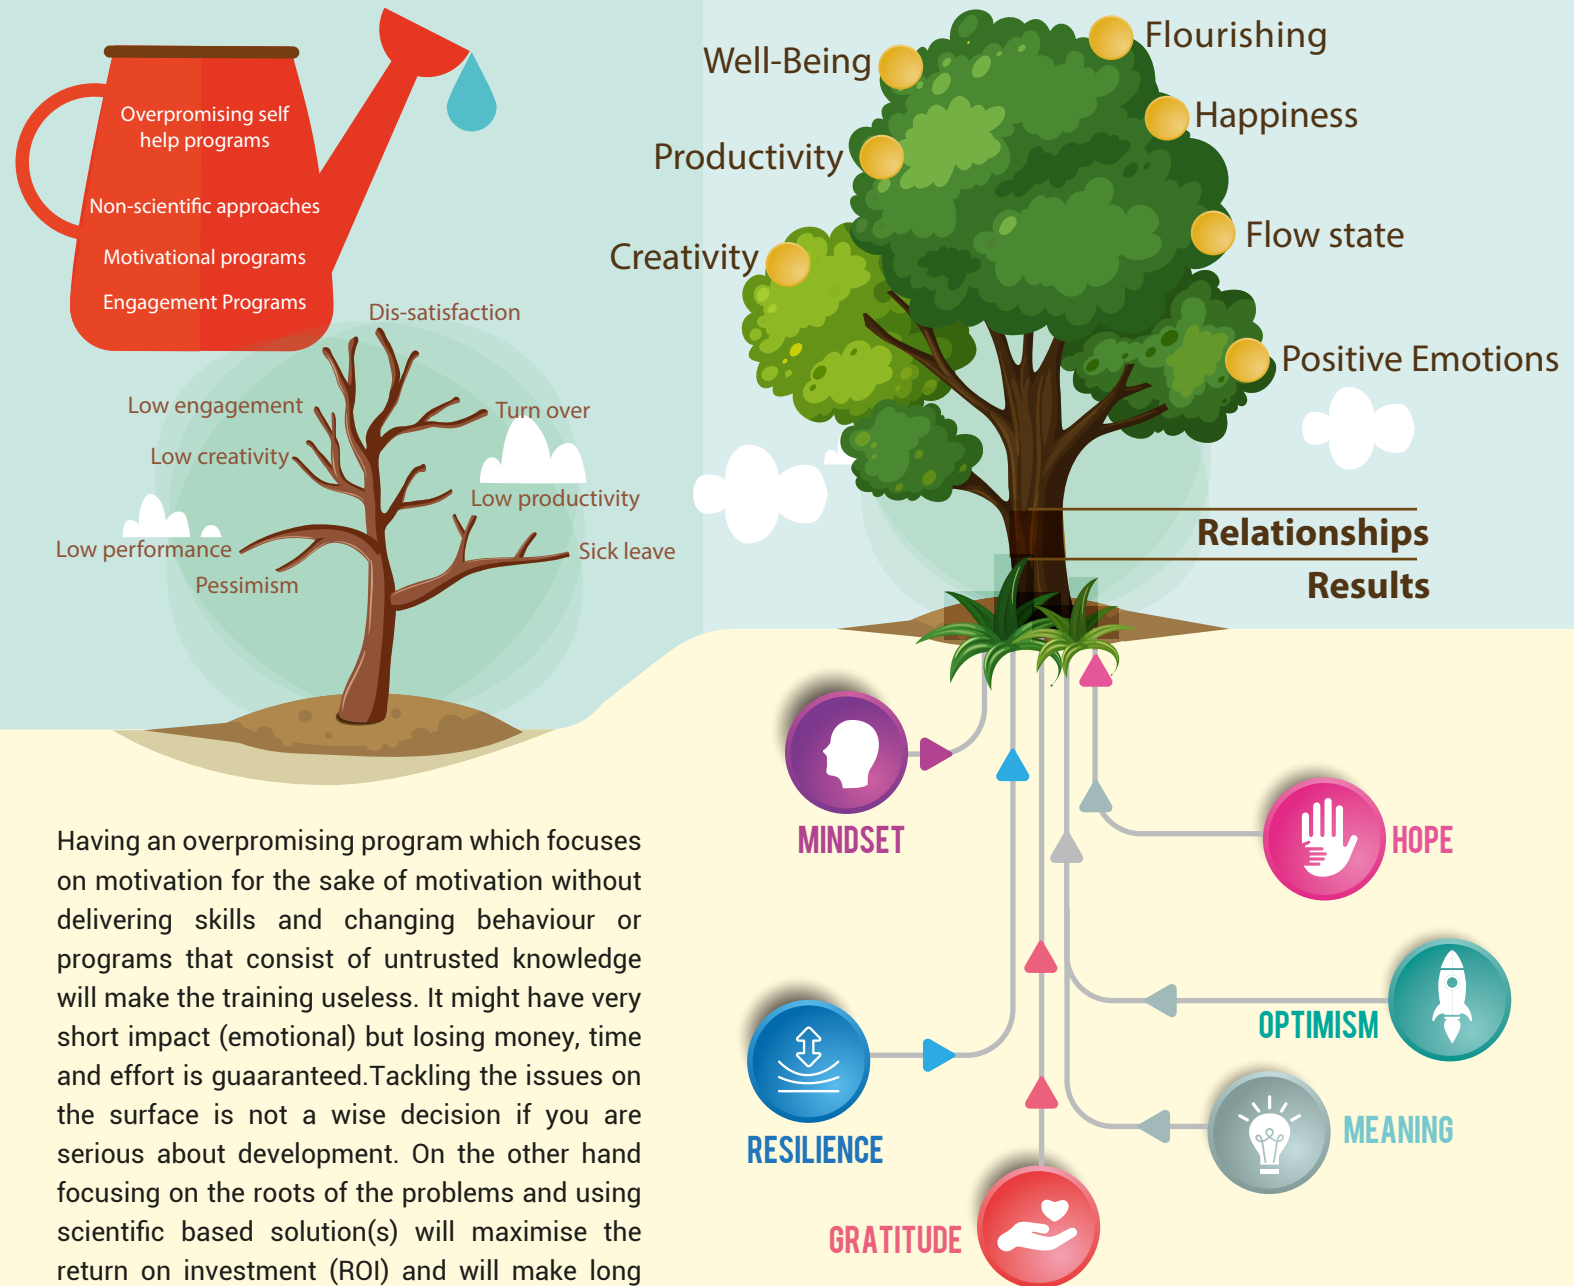 Overpromising self
help programs
Non-scientific approaches
Motivational programs
Engagement Programs
Dis-satisfaction
Low engagement
Turn over
Low creativity
Low productivity
Low performance
Sick leave
Pessimism
Well-Being
Flourishing
Happiness
Productivity
Flow state
Creativity
Positive Emotions
Relationships
Results
MINDSET
HOPE
OPTIMISM
RESILIENCE
MEANING
GRATITUDE
Having an overpromising program which focuses
on motivation for the sake of motivation without
delivering skills and changing behaviour or
programs that consist of untrusted knowledge
will make the training useless. It might have very
short impact (emotional) but losing money, time
and effort is guaaranteed.Tackling the issues on
the surface is not a wise decision if you are
serious about development. On the other hand
focusing on the roots of the problems and using
scientific based solution(s) will maximise the
return on investment (ROI) and will make long